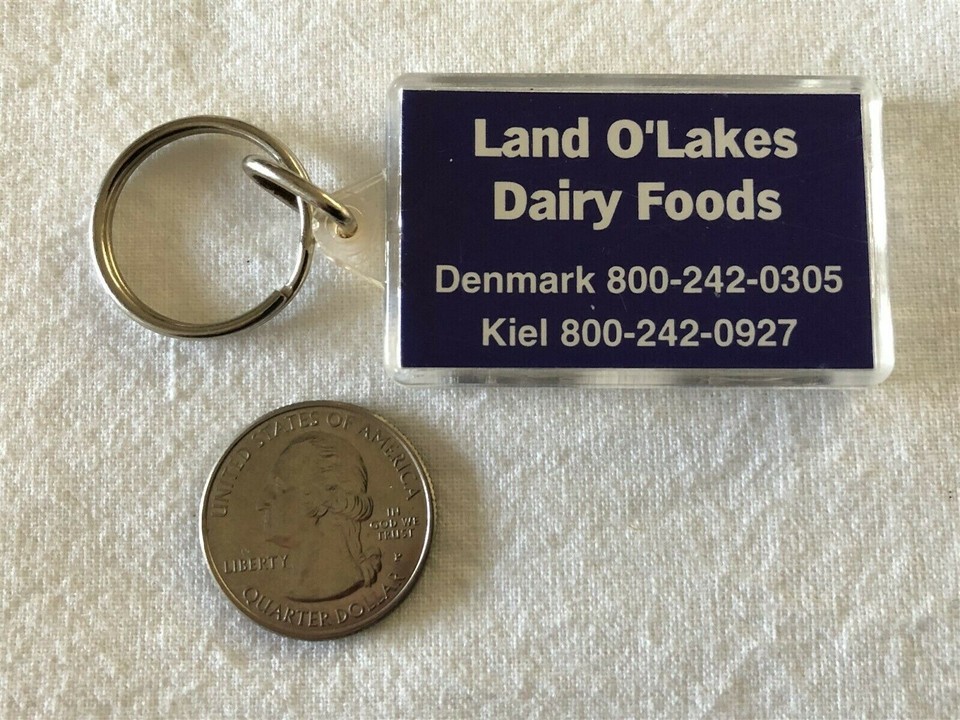 Land O'Lakes
Dairy Foods
Denmark 800-242-0305
Kiel 800-242-0927
UNITED STATES OF AMERICA
IN
GOD WE
TRUST
P
LIBERTY
QUARTER DOLLAR